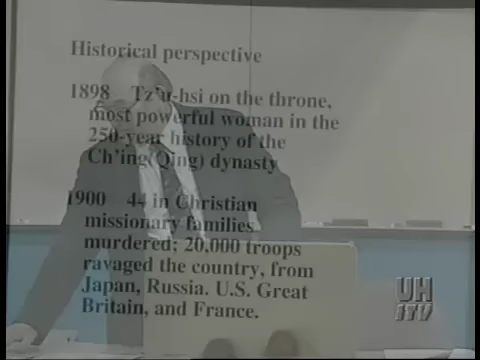 Historical perspective
1898 Tz'u-hsi on the throne,
most powerful woman in the
250-year history of the
Ch'ing(Qing) dynasty
1900 44 in Christian
missionary families
murdered; 20,000 troops
ravaged the country, from
Japan, Russia. U.S. Great
Britain, and France.
UH
ITV